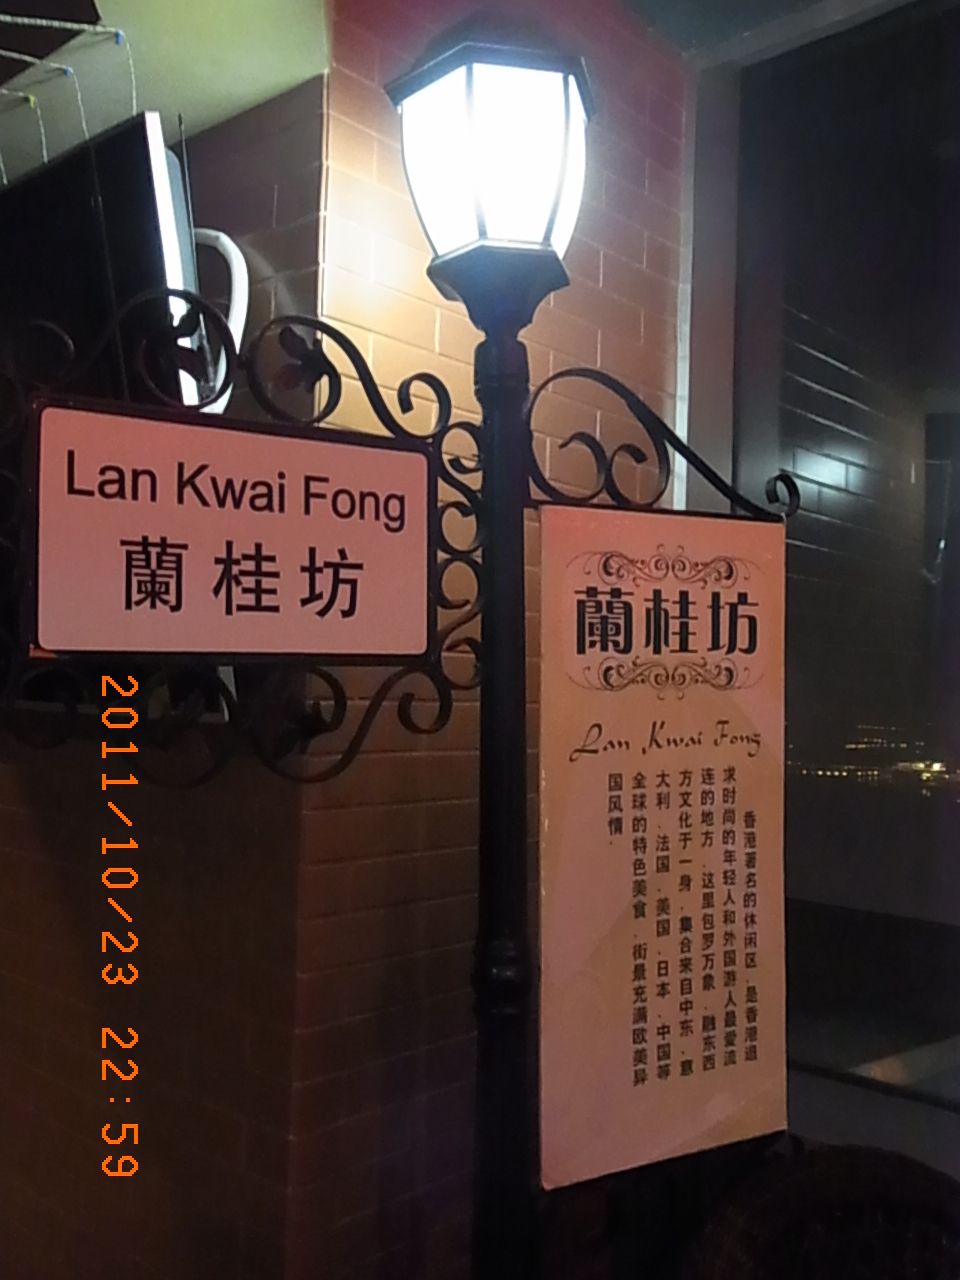 Lan Kwai Fong
蘭桂坊
蘭桂坊
Lan Kwai Fong
香港著名的休闲区.是香港追
求时尚的年轻人和外国游人最爱流
连的地方.这里包罗万象.融东西
方文化于一身.集合来自中东.意
大利.法国.美国.日本.中国等
全球的特色美食.街景充满欧美异
国风情.
2011/10/23 22:59